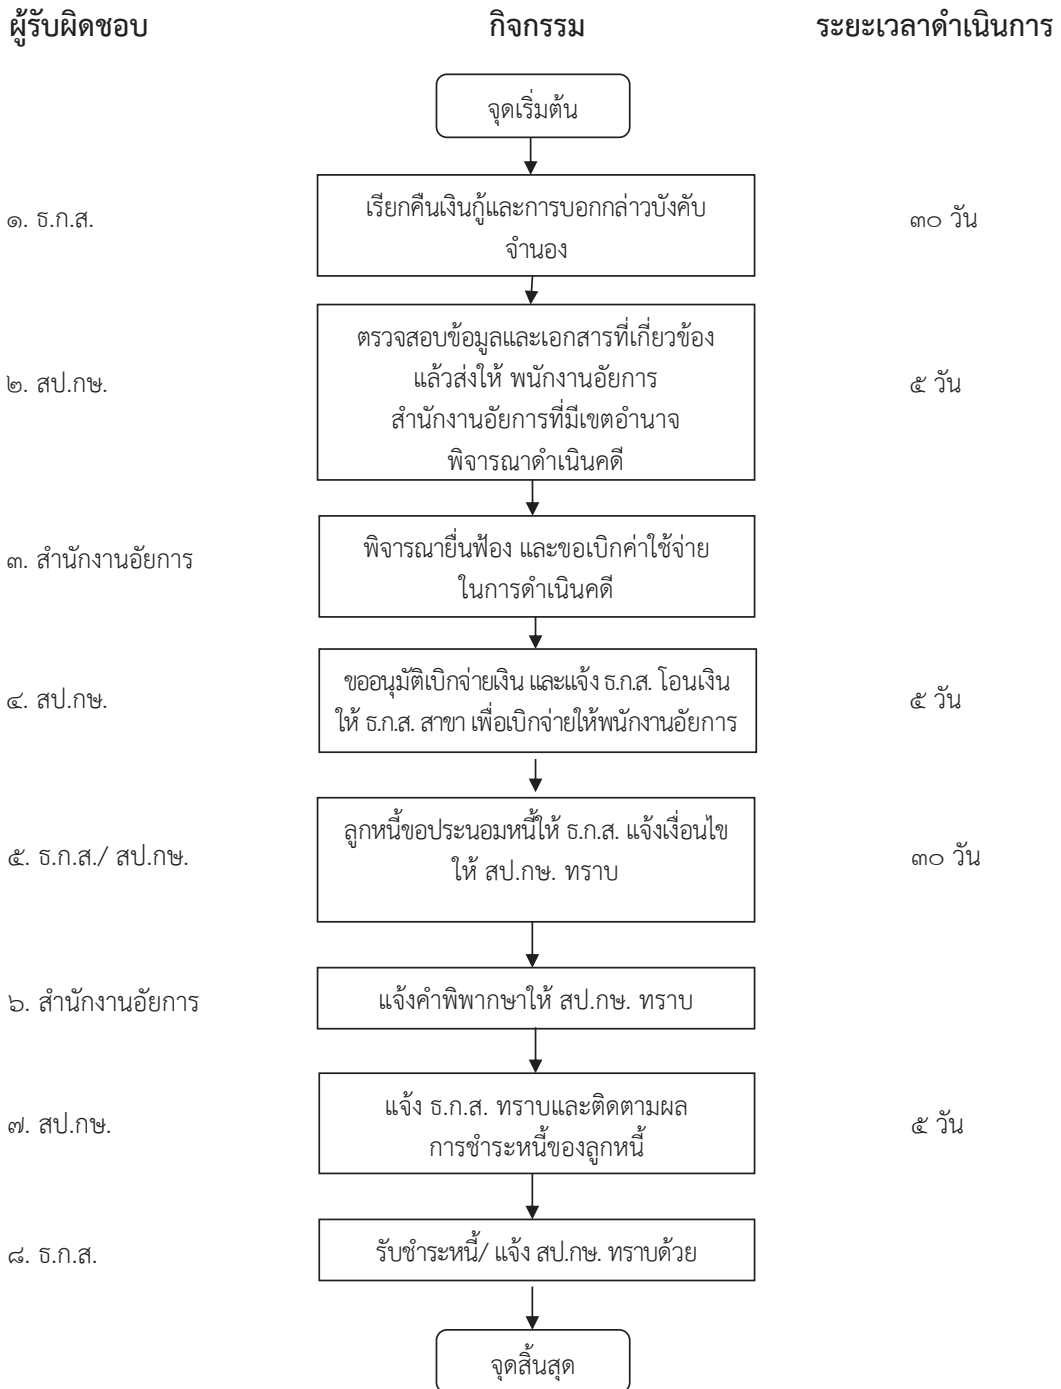 ผู้รับผิดชอบ กิจกรรม ระยะเวลาดำเนินการ
จุดเริ่มต้น
๑. ธ.ก.ส. เรียกคืนเงินกู้และการบอกกล่าวบังคับ ๓๐ วัน
จำนอง
ตรวจสอบข้อมูลและเอกสารที่เกี่ยวข้อง
๒. สป.กษ. แล้วส่งให้ พนักงานอัยการ ๕ วัน
สำนักงานอัยการที่มีเขตอำนาจ
พิจารณาดำเนินคดี
๓. สำนักงานอัยการ พิจารณายื่นฟ้อง และขอเบิกค่าใช้จ่าย
ในการดำเนินคดี
๔. สป.กษ. ขออนุมัติเบิกจ่ายเงิน และแจ้ง ธ.ก.ส. โอนเงิน ๕ วัน
ให้ ธ.ก.ส. สาขา เพื่อเบิกจ่ายให้พนักงานอัยการ
๕. ธ.ก.ส./ สป.กษ. ลูกหนี้ขอประนอมหนี้ให้ ธ.ก.ส. แจ้งเงื่อนไข ๓๐ วัน
ให้ สป.กษ. ทราบ
๖. สำนักงานอัยการ แจ้งคำพิพากษาให้ สป.กษ. ทราบ
๗. สป.กษ. แจ้ง ธ.ก.ส. ทราบและติดตามผล ๕ วัน
การชำระหนี้ของลูกหนี้
๘. ธ.ก.ส. รับชำระหนี้/ แจ้ง สป.กษ. ทราบด้วย
จุดสิ้นสุด